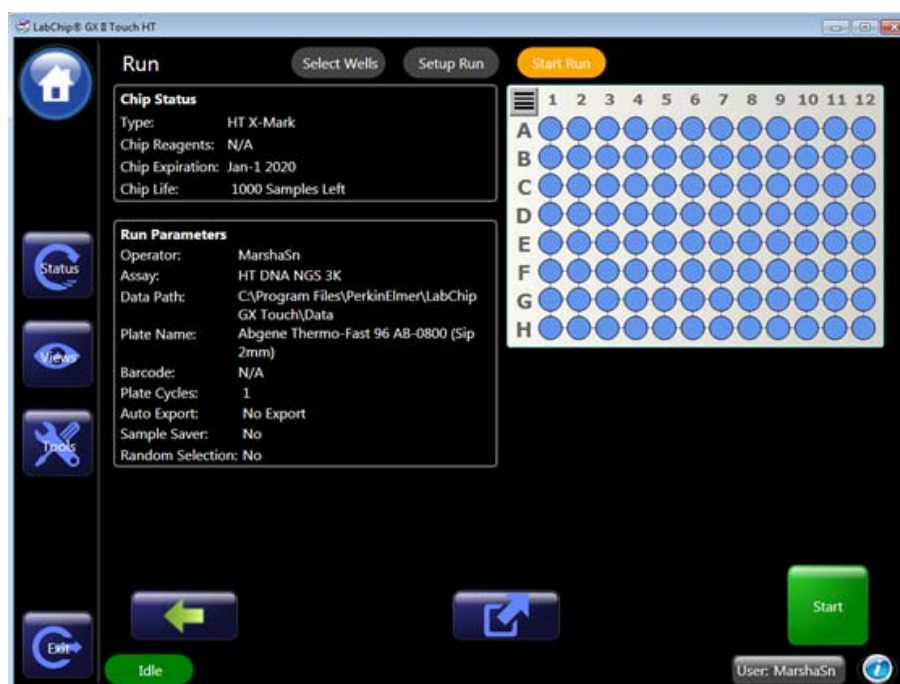 LabChip® GX II Touch HT
Run
Select Wells
Setup Run
Start Run
Chip Status
Type: HT X-Mark
Chip Reagents: N/A
Chip Expiration: Jan-1 2020
Chip Life: 1000 Samples Left
Run Parameters
Operator: MarshaSn
Assay: HT DNA NGS 3K
Data Path: C:\Program Files\PerkinElmer\LabChip
GX Touch\Data
Plate Name: Abgene Thermo-Fast 96 AB-0800 (Sip
2mm)
Barcode: N/A
Plate Cycles: 1
Auto Export: No Export
Sample Saver: No
Random Selection: No
1 2 3 4 5 6 7 8 9 10 11 12
A
B
C
D
E
F
G
H
Status
Views
Tools
Exit
Start
Idle
User: MarshaSn